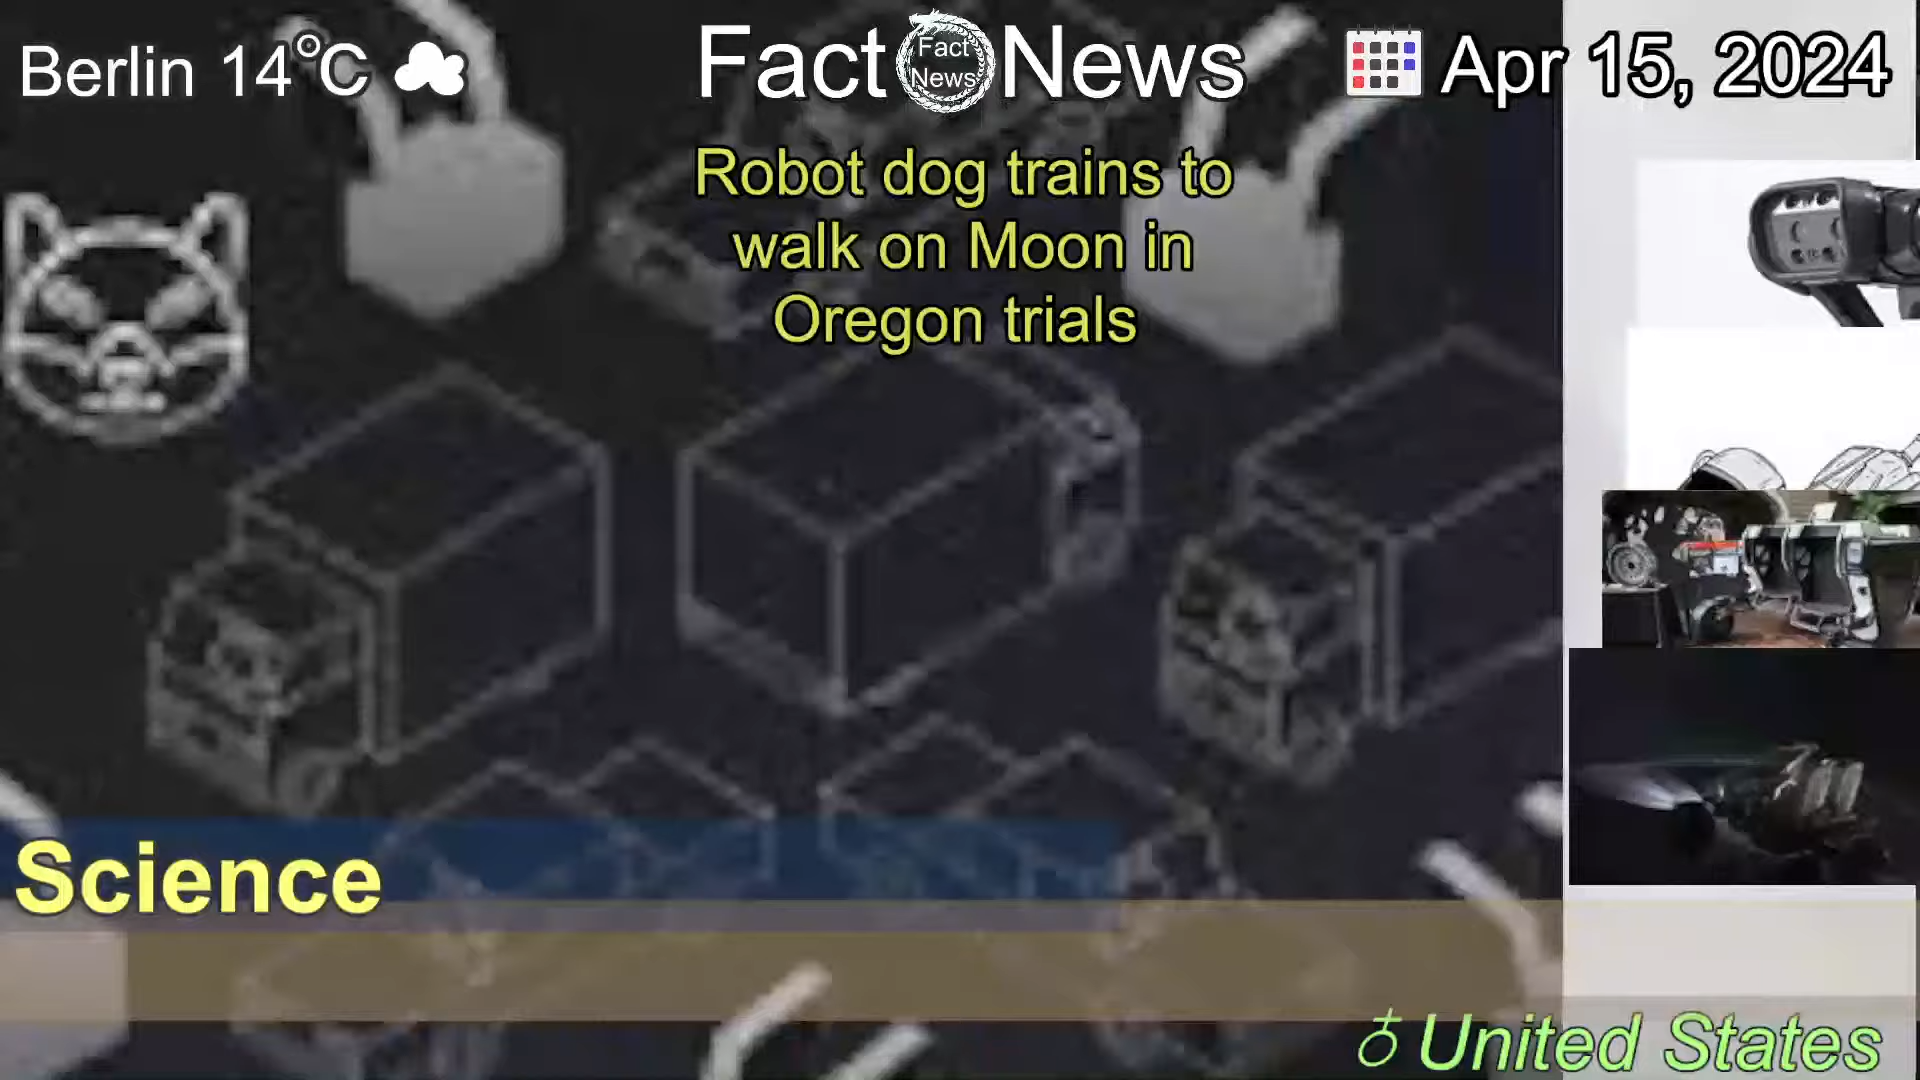 Berlin 14°C
Fact News
Fact
News
Apr 15, 2024
Robot dog trains to
walk on Moon in
Oregon trials
Science
♁ United States